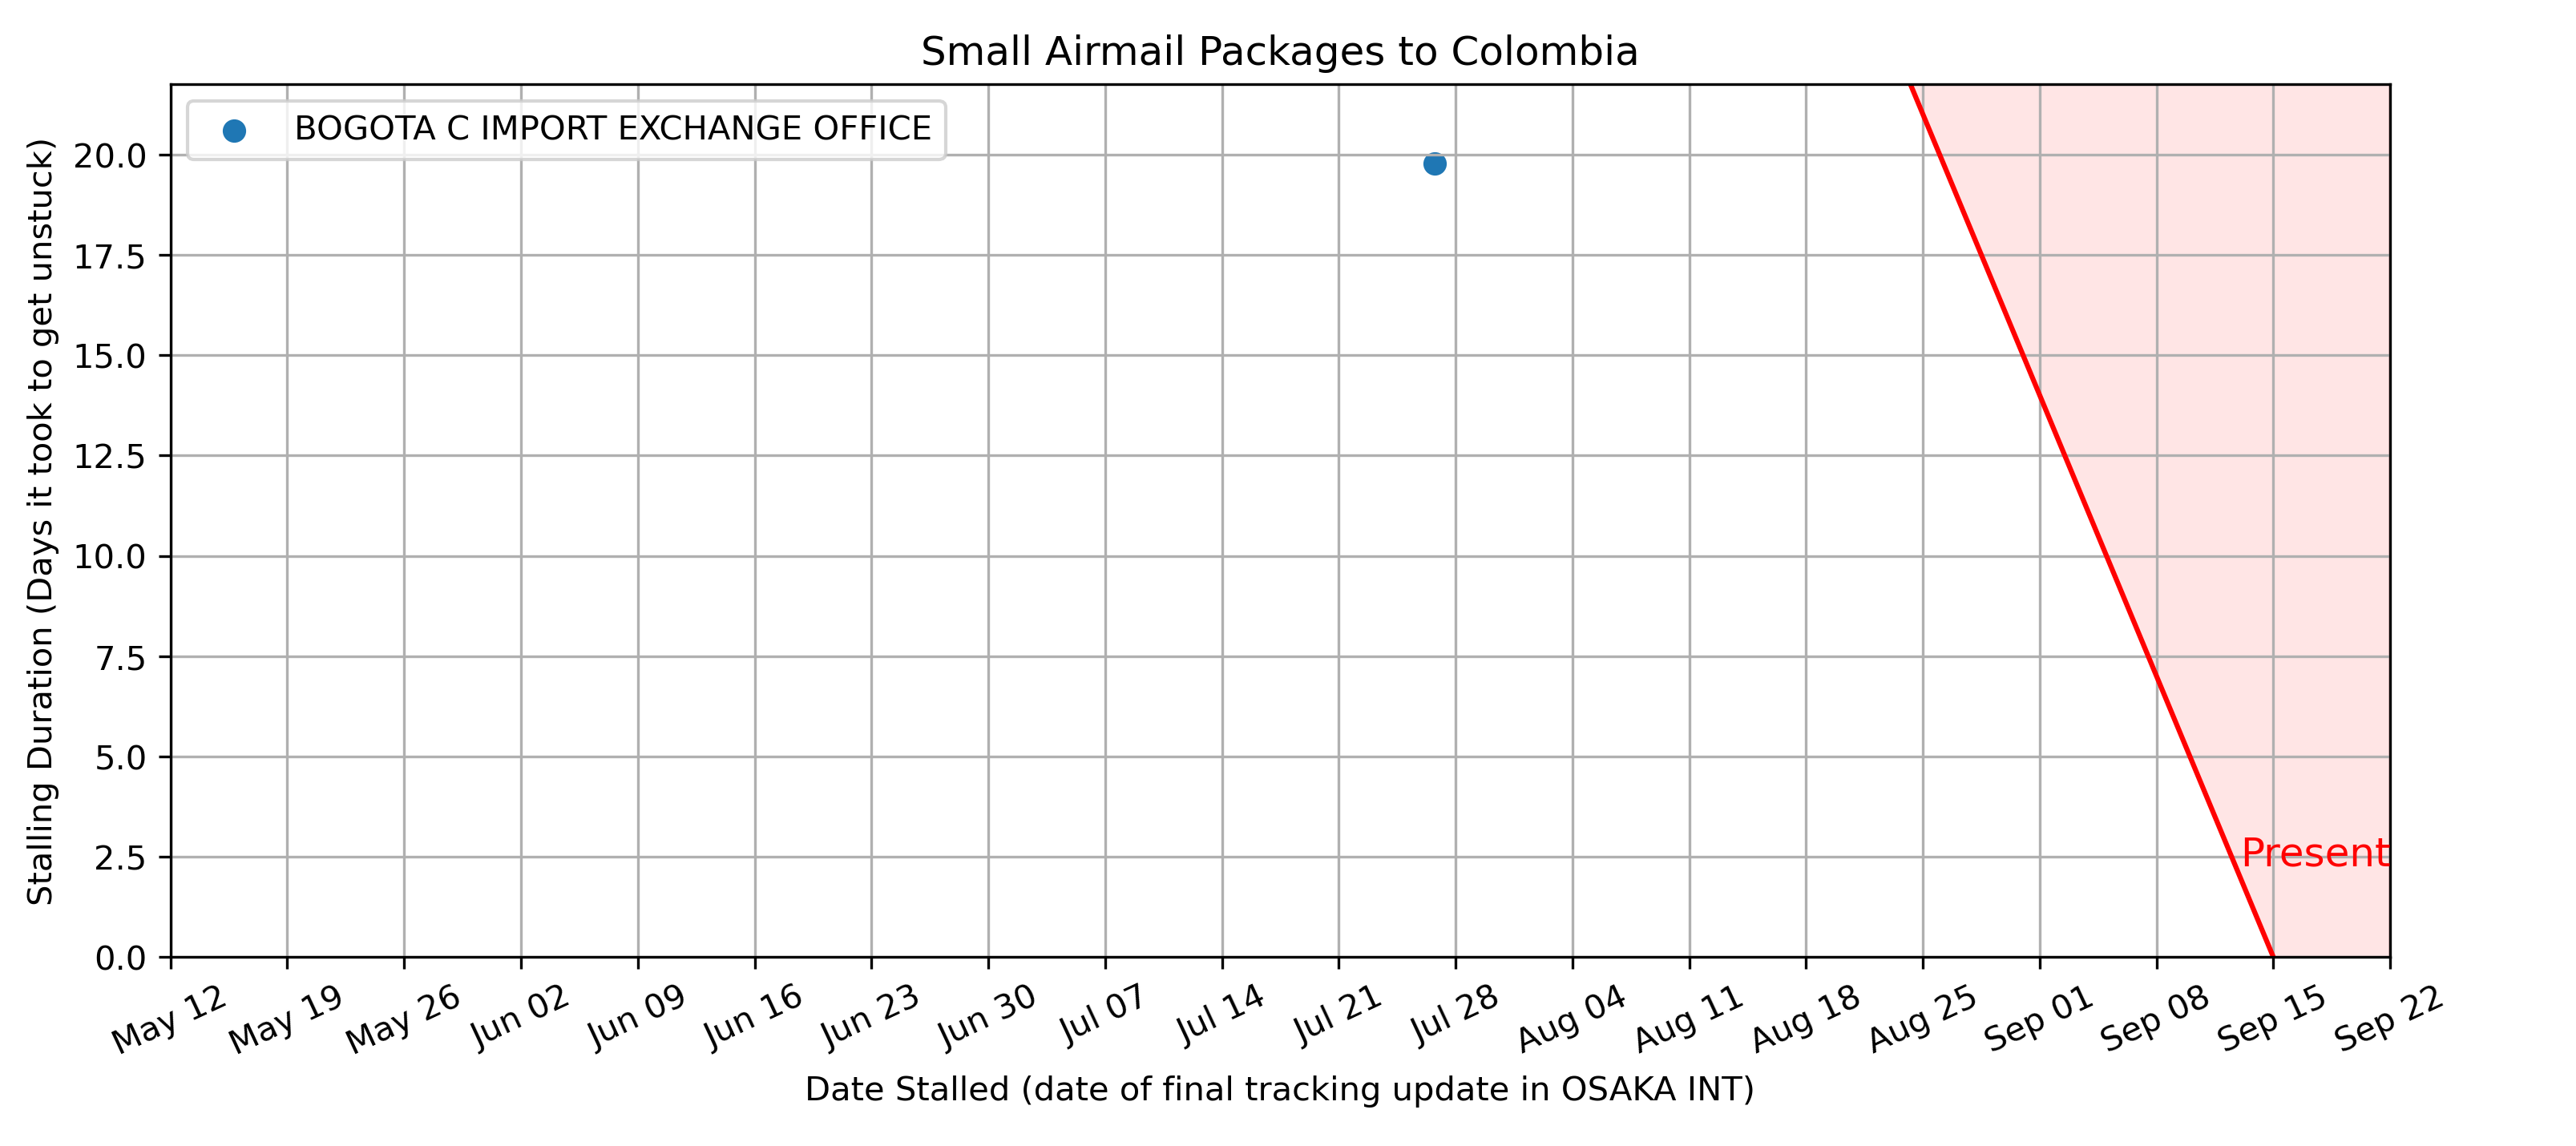 Small Airmail Packages to Colombia
BOGOTA C IMPORT EXCHANGE OFFICE
Stalling Duration (Days it took to get unstuck)
20.0
17.5
15.0
12.5
10.0
7.5
5.0
2.5
0.0
Present
May 12 May 19 May 26 Jun 02 Jun 09 Jun 16 Jun 23 Jun 30 Jul 07 Jul 14 Jul 21 Jul 28 Aug 04 Aug 11 Aug 18 Aug 25 Sep 01 Sep 08 Sep 15 Sep 22
Date Stalled (date of final tracking update in OSAKA INT)